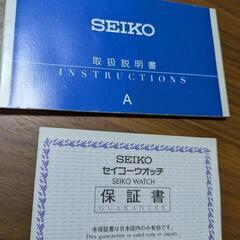 SEIKO
取扱説明書
INSTRUCTIONS
A
SEIKO
セイコーウオッチ
SEIKO WATCH
保証書
GUARANTEE
本保証書は日本国内のみ有効です。
This guarantee is valid only in Japan.